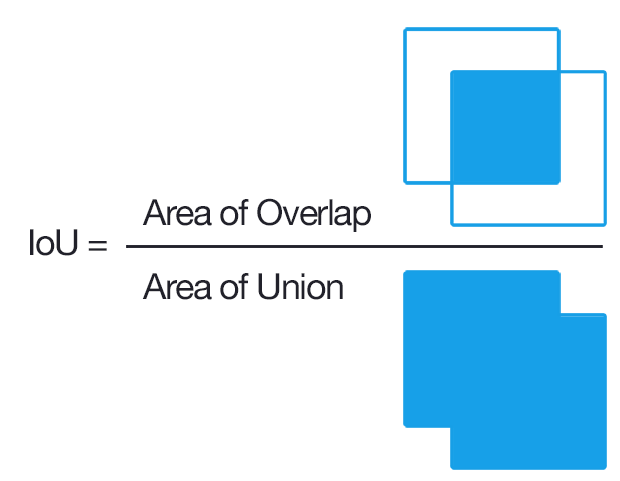 Area of Overlap
IoU =
Area of Union